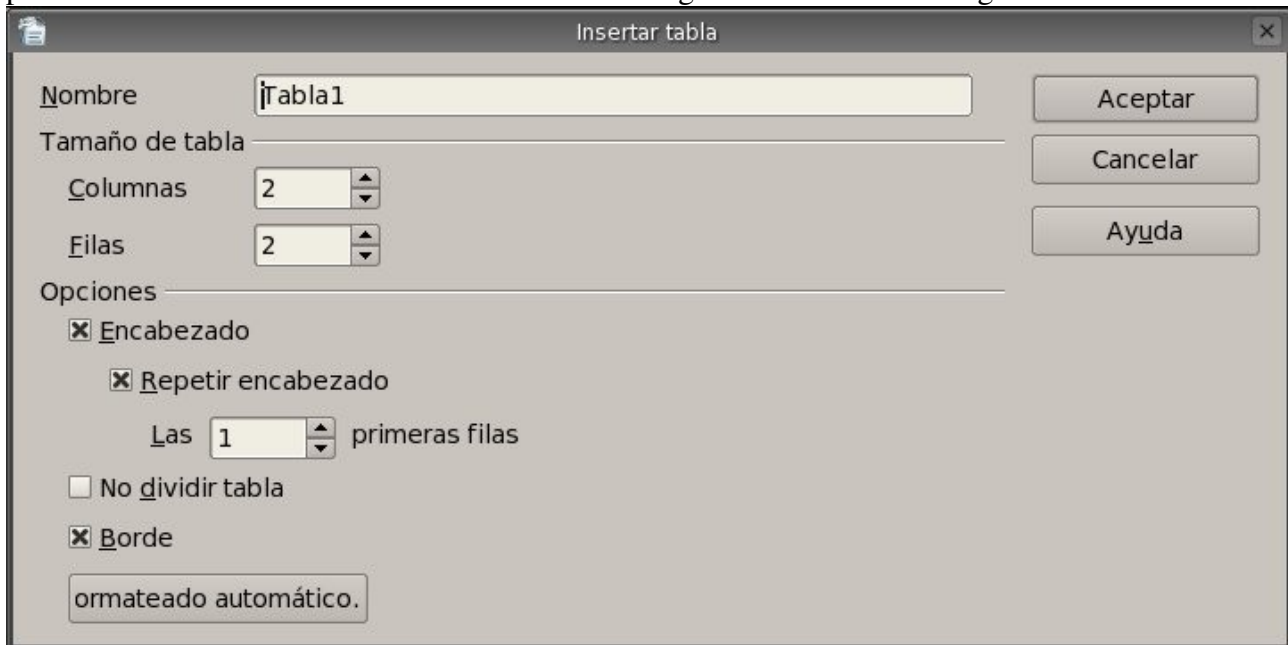 Insertar tabla
Nombre Tabla1 Aceptar
Tamaño de tabla
Cancelar
Columnas 2
Filas 2 Ayuda
Opciones
Encabezado
Repetir encabezado
Las 1 primeras filas
No dividir tabla
Borde
ormateado automático.